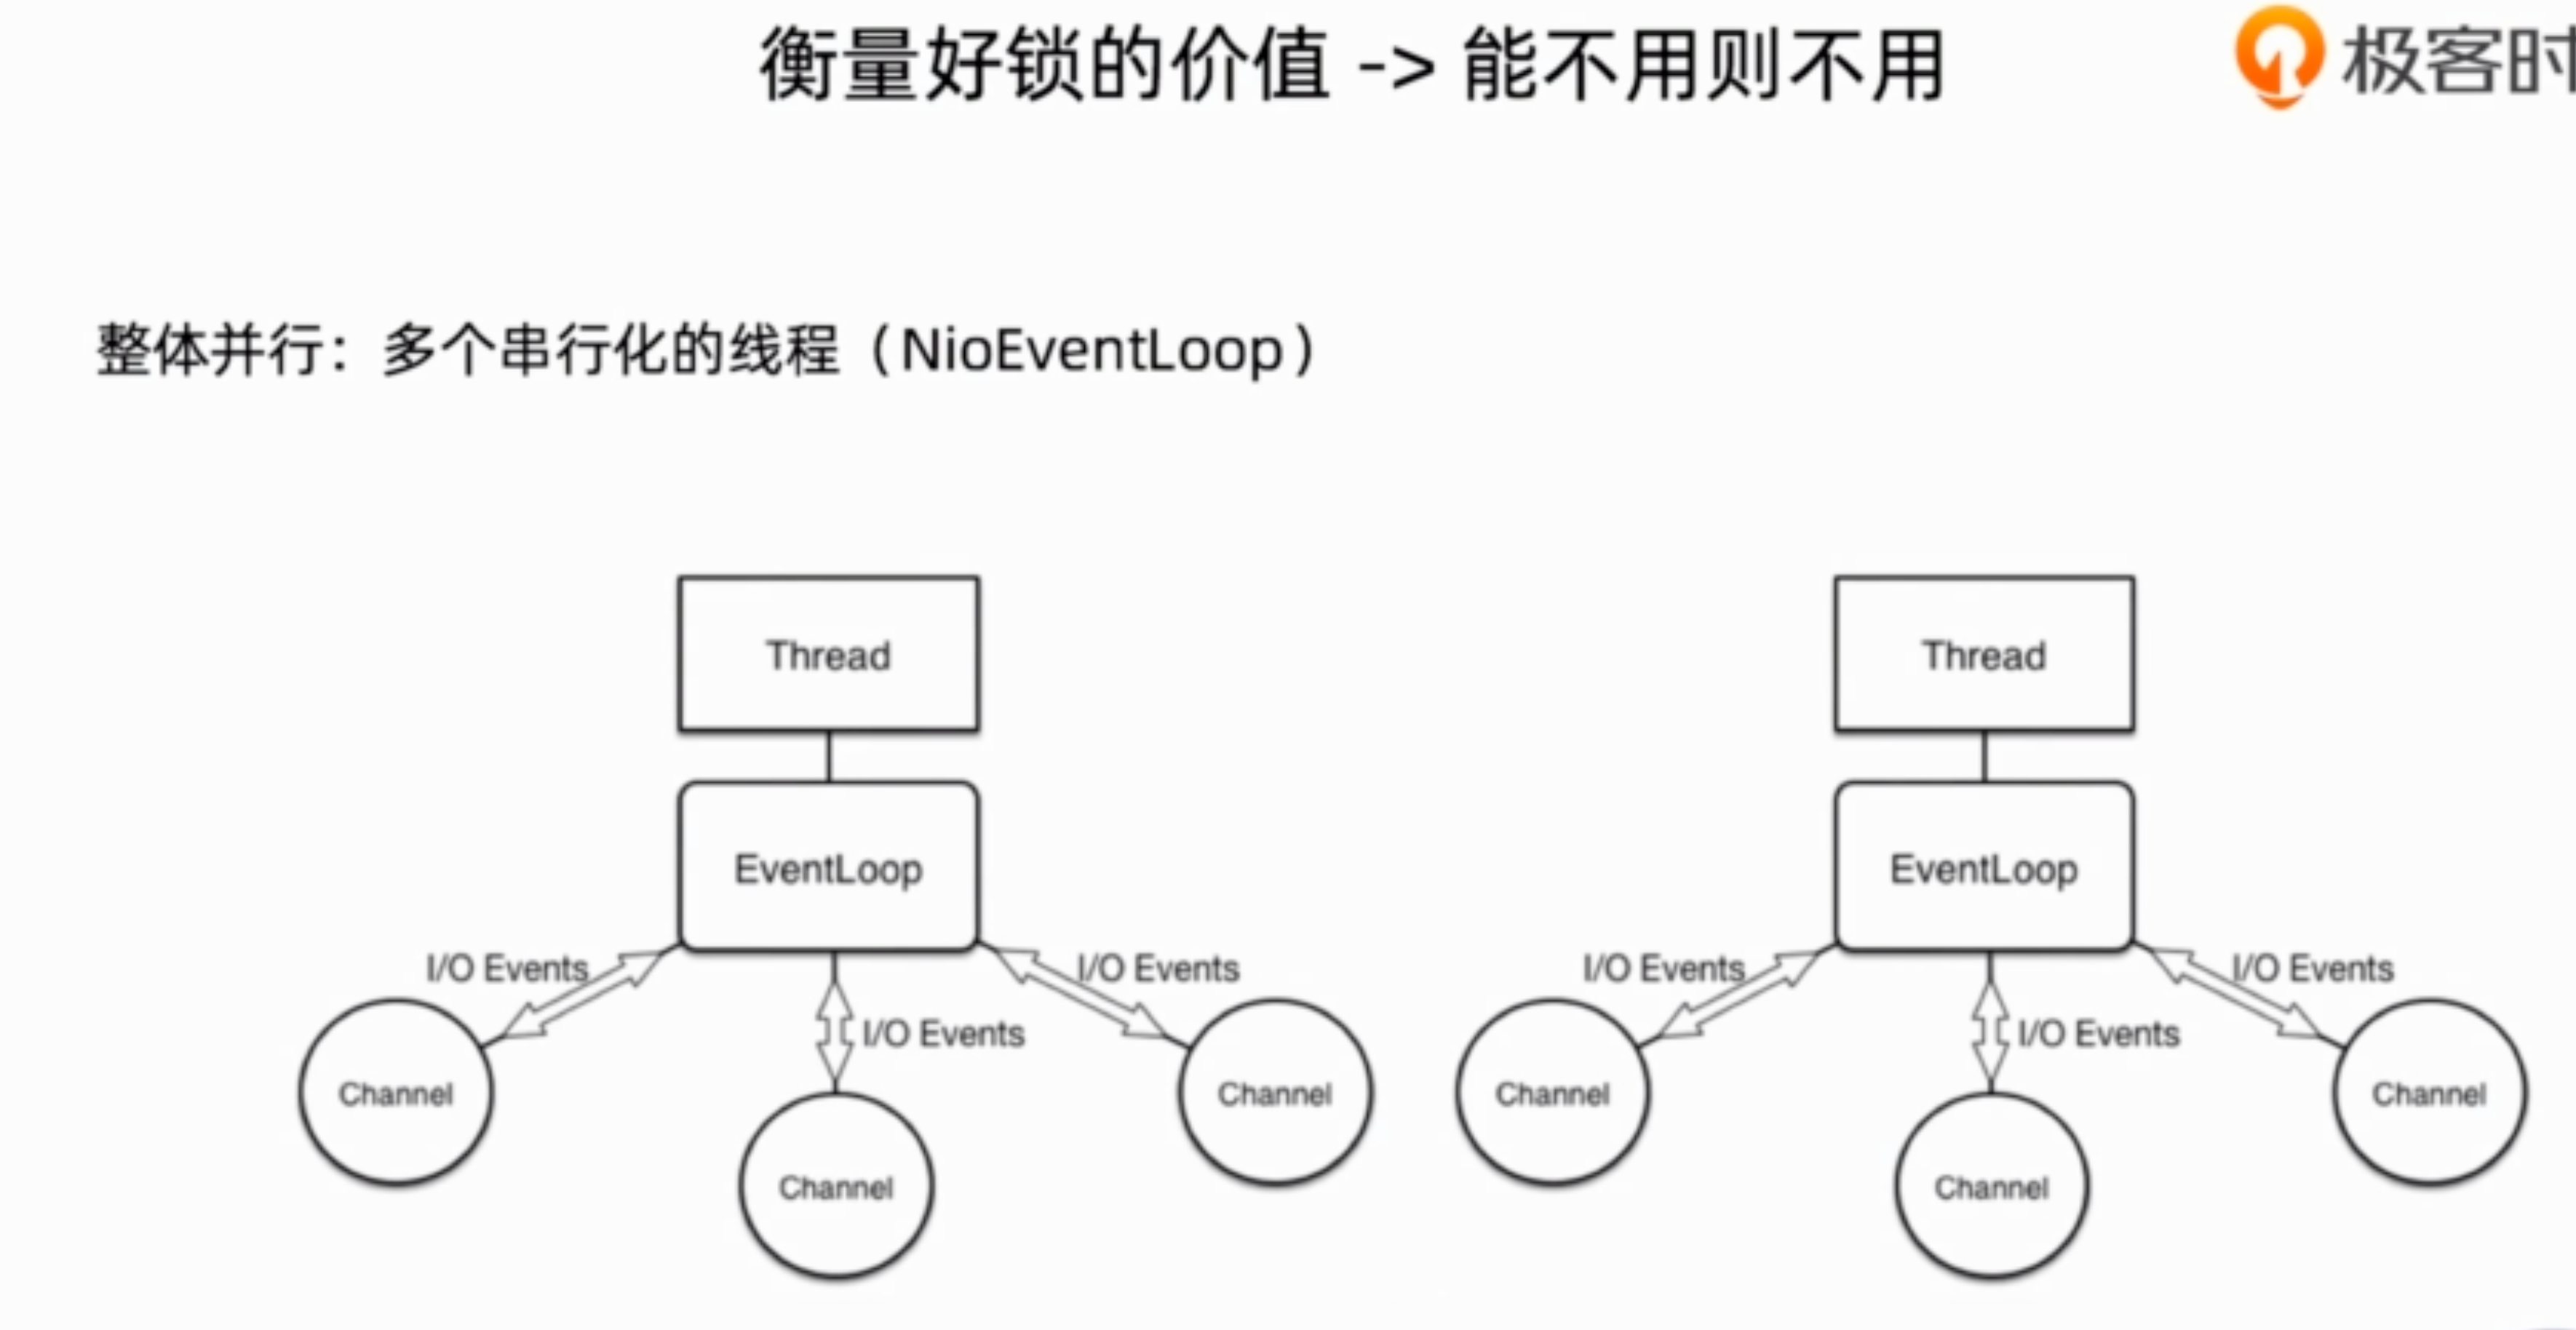 衡量好锁的价值 -> 能不用则不用
极客时
整体并行：多个串行化的线程（NioEventLoop）
Thread
EventLoop
I/O Events
I/O Events
I/O Events
Channel
Channel
Channel
Thread
EventLoop
I/O Events
I/O Events
I/O Events
Channel
Channel
Channel